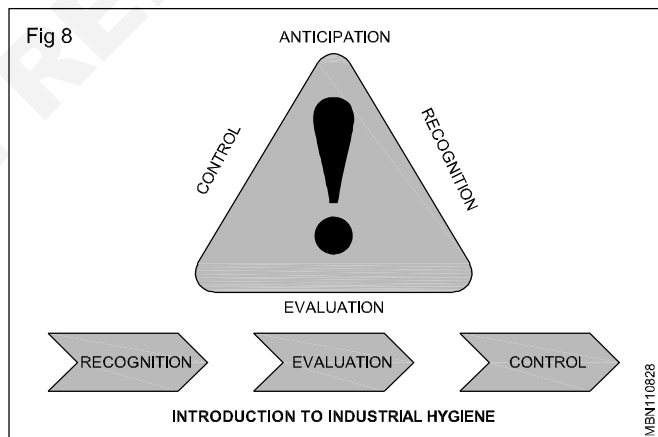 Fig 8
ANTICIPATION
CONTROL
RECOGNITION
EVALUATION
RECOGNITION
EVALUATION
CONTROL
INTRODUCTION TO INDUSTRIAL HYGIENE
MBN110828